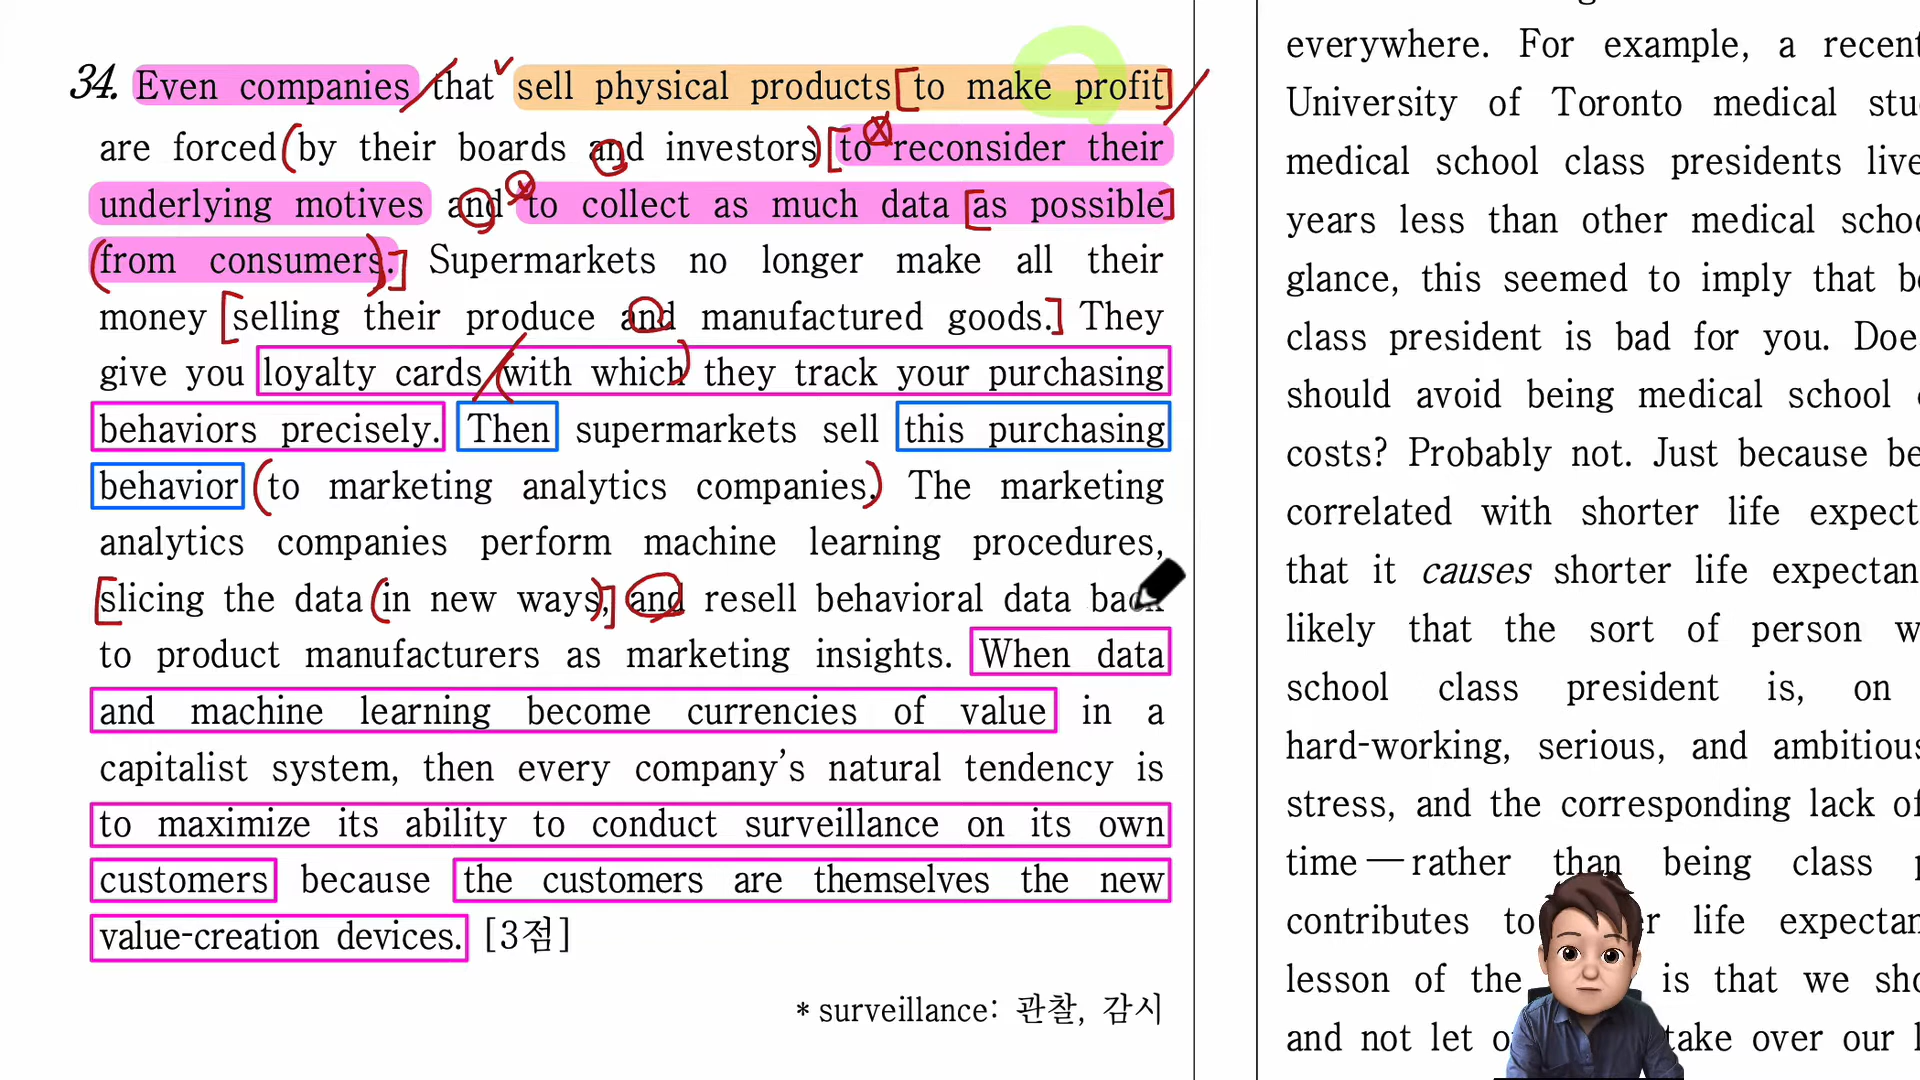 34. Even companies that sell physical products to make profit
are forced by their boards and investors to reconsider their
underlying motives and to collect as much data as possible
from consumers. Supermarkets no longer make all their
money selling their produce and manufactured goods. They
give you loyalty cards with which they track your purchasing
behaviors precisely. Then supermarkets sell this purchasing
behavior to marketing analytics companies. The marketing
analytics companies perform machine learning procedures,
slicing the data in new ways, and resell behavioral data back
to product manufacturers as marketing insights. When data
and machine learning become currencies of value in a
capitalist system, then every company's natural tendency is
to maximize its ability to conduct surveillance on its own
customers because the customers are themselves the new
value-creation devices. [3점]
* surveillance: 관찰, 감시
everywhere. For example, a recent
University of Toronto medical
medical school class presidents
years less than other medical
glance, this seemed to imply that
class president is bad for you.
should avoid being medical school
costs? Probably not. Just because
correlated with shorter life
that it causes shorter life
likely that the sort of person
school class president is, on
hard-working, serious, and ambitious
stress, and the corresponding lack of
time — rather than being class
contributes to life
lesson of the is that we
and not let take over our